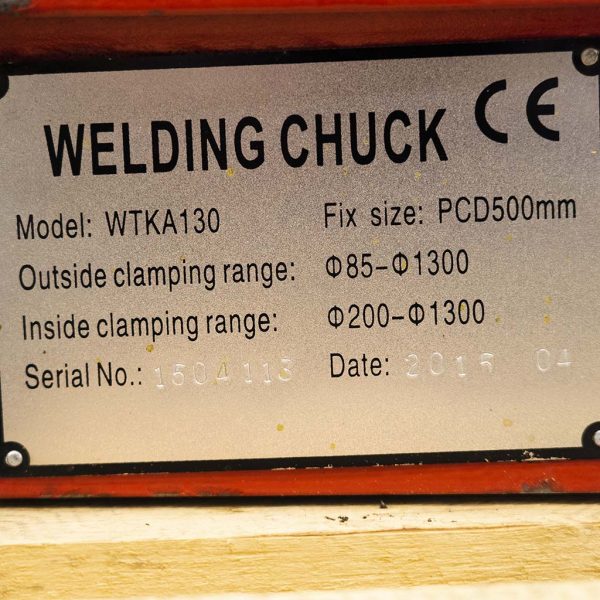 WELDING CHUCK CE
Model: WTKA130 Fix size: PCD500mm
Outside clamping range: Φ85-Φ1300
Inside clamping range: Φ200-Φ1300
Serial No.: 1504113 Date: 2015 04